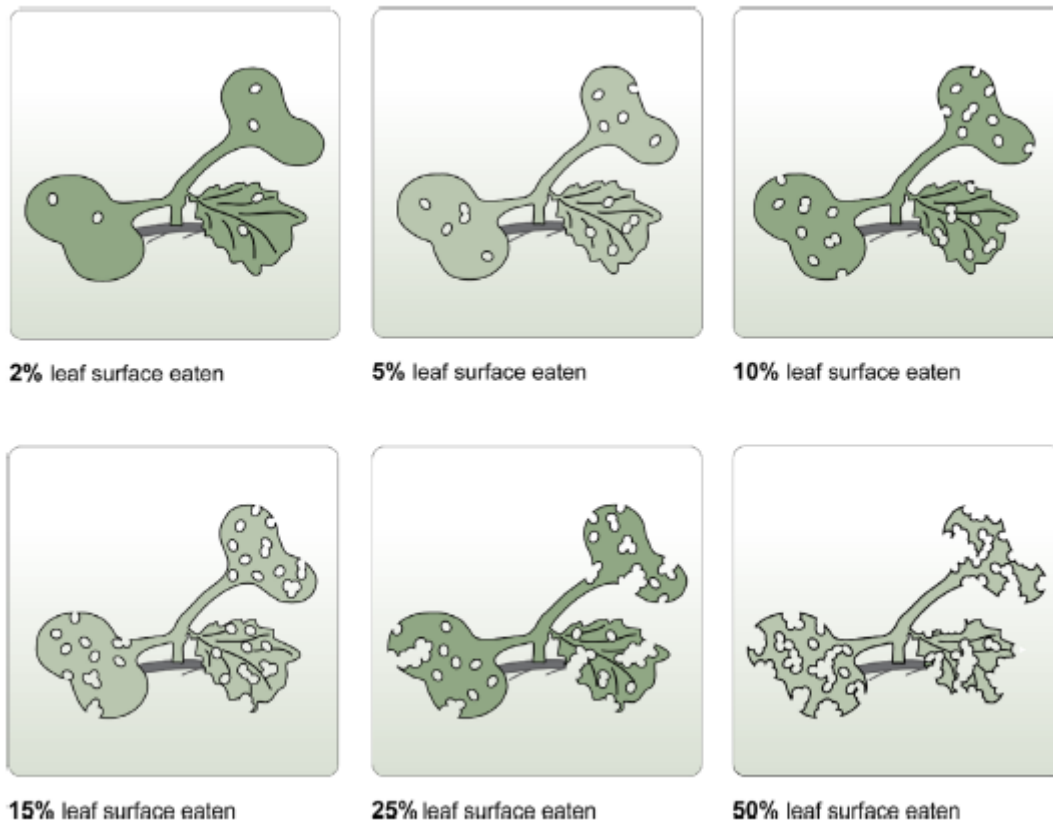 2% leaf surface eaten
5% leaf surface eaten
10% leaf surface eaten
15% leaf surface eaten
25% leaf surface eaten
50% leaf surface eaten